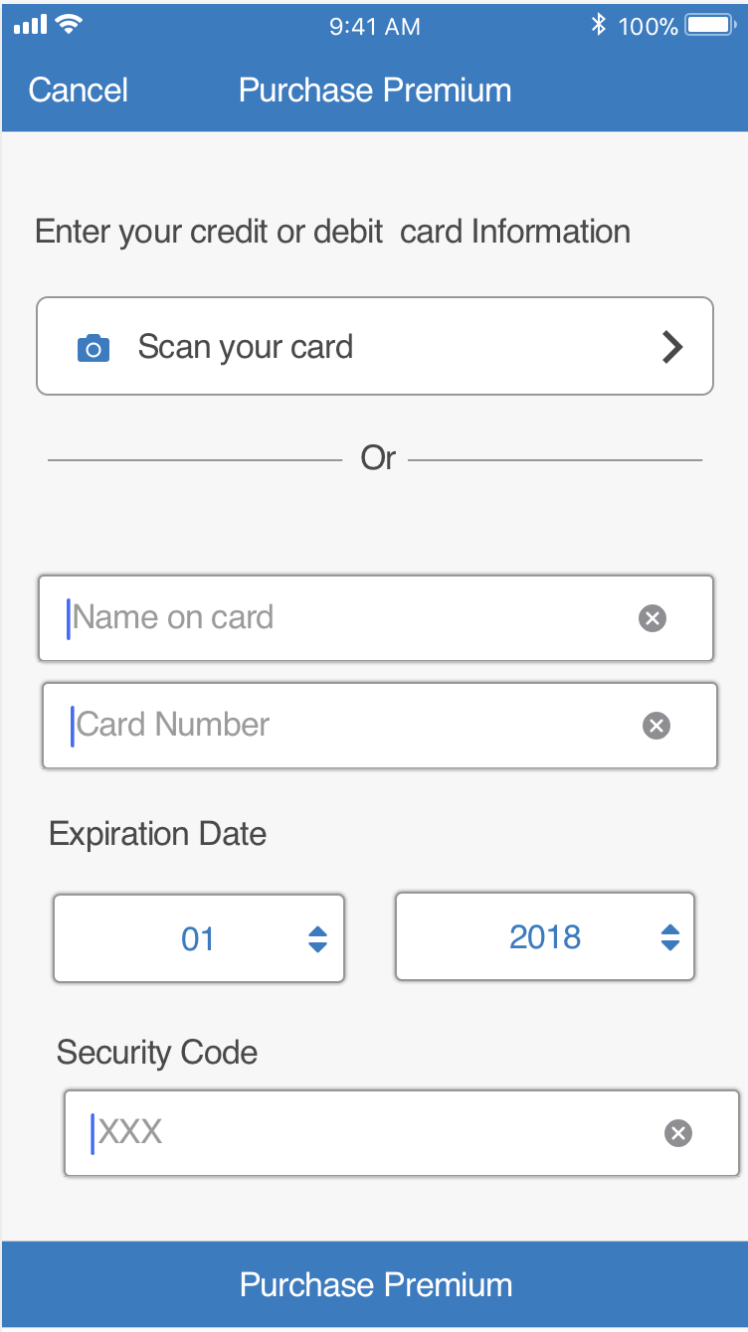 9:41 AM 100%
Cancel Purchase Premium
Enter your credit or debit  card Information
Scan your card
Or
Name on card
Card Number
Expiration Date
01 2018
Security Code
XXX
Purchase Premium